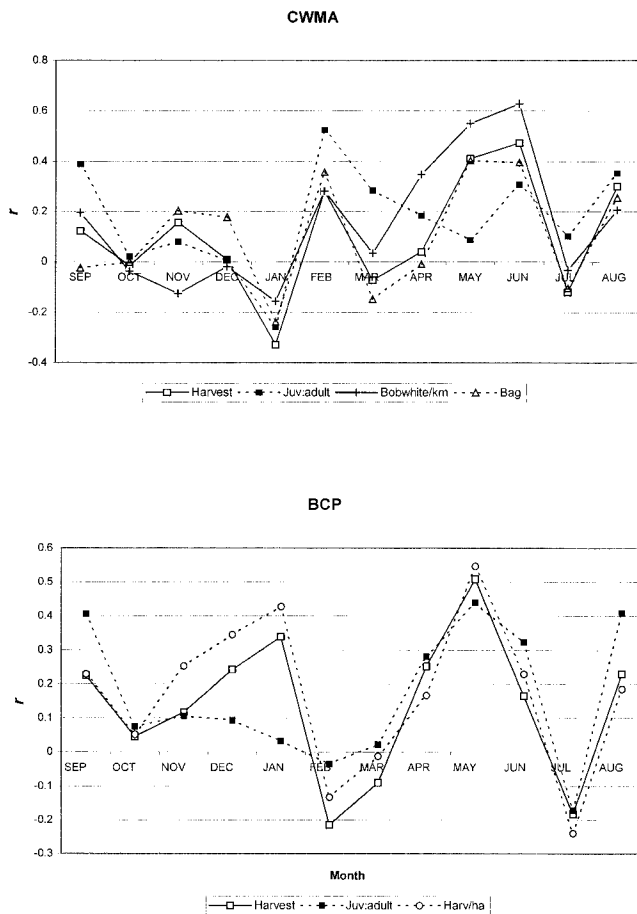 CWMA
0.8
0.6
0.4
0.2
0
-0.2
-0.4
r
SEP OCT NOV DEC JAN FEB MAR APR MAY JUN JUL AUG
Harvest Juv:adult Bobwhite/km Bag
BCP
0.6
0.5
0.4
0.3
0.2
0.1
0
-0.1
-0.2
-0.3
r
SEP OCT NOV DEC JAN FEB MAR APR MAY JUN JUL AUG
Month
Harvest Juv:adult Harv/ha